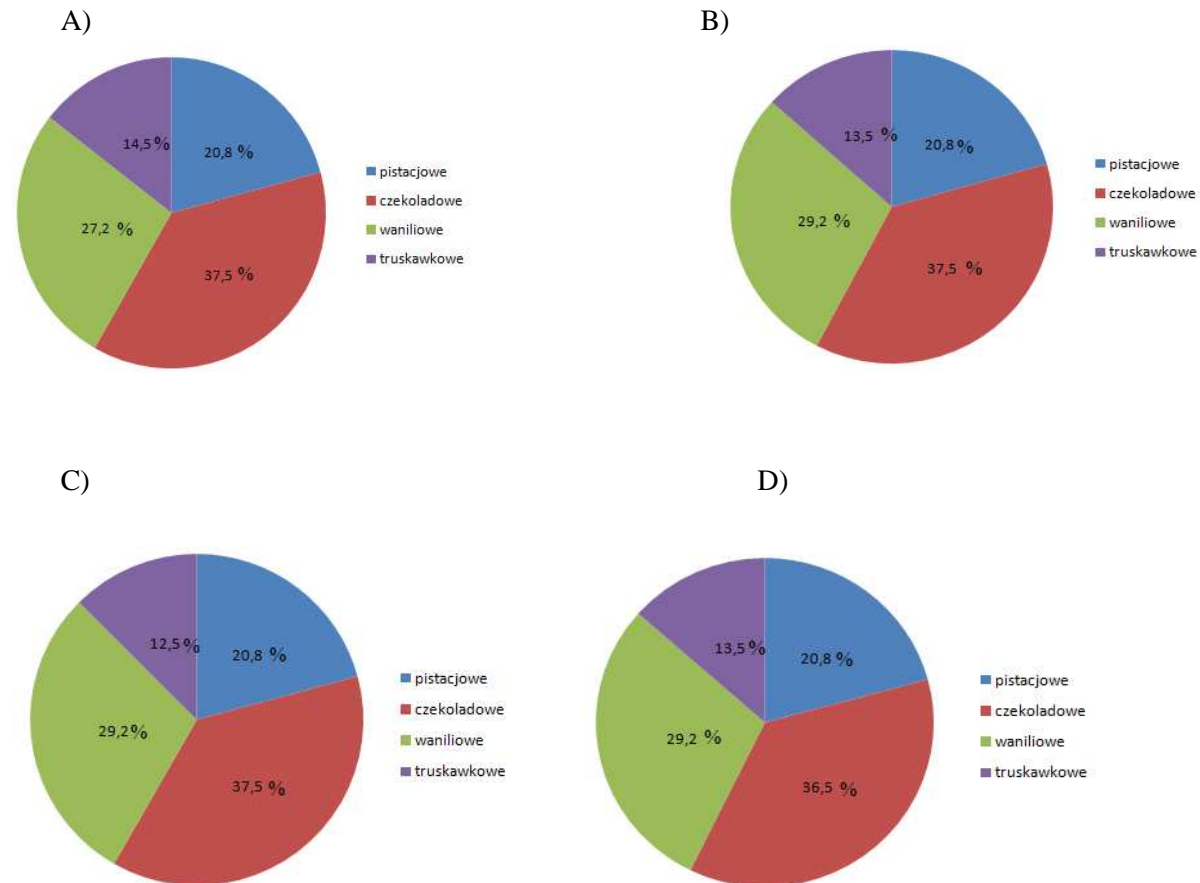 A)
14,5 %
20,8 %
27,2 %
37,5 %
pistacjowe
czekoladowe
waniliowe
truskawkowe
B)
13,5 %
20,8 %
29,2 %
37,5 %
pistacjowe
czekoladowe
waniliowe
truskawkowe
C)
12,5 %
20,8 %
29,2 %
37,5 %
pistacjowe
czekoladowe
waniliowe
truskawkowe
D)
13,5 %
20,8 %
29,2 %
36,5 %
pistacjowe
czekoladowe
waniliowe
truskawkowe